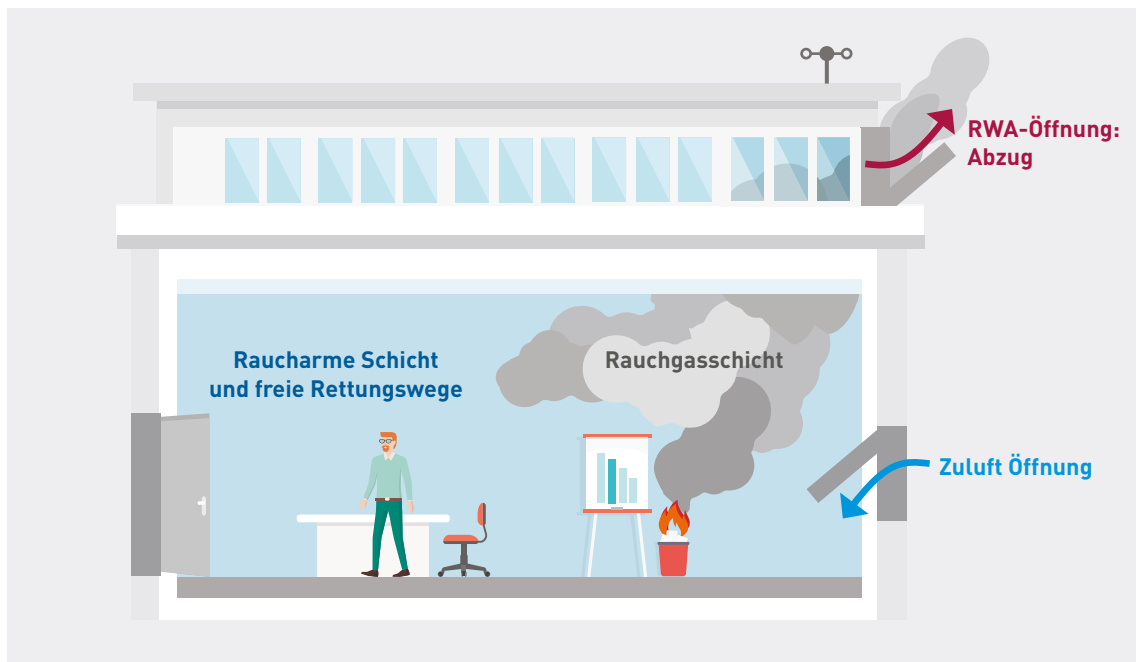 RWA-Öffnung:
Abzug
Raucharme Schicht
und freie Rettungswege
Rauchgasschicht
Zuluft Öffnung